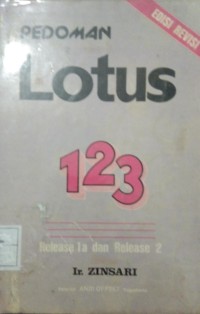 EDISI REVISI
PEDOMAN
Lotus
123
Release 1a dan Release 2
Ir. ZINSARI